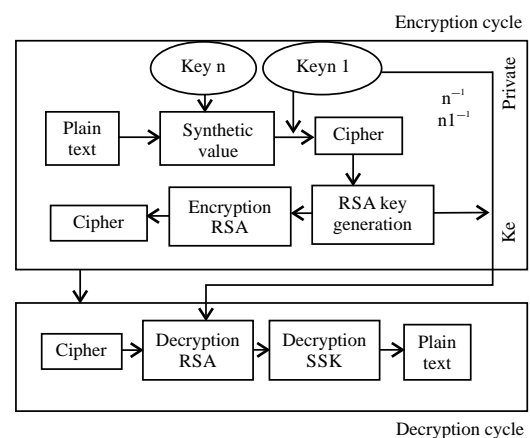 Encryption cycle
Key n
Keyn 1
n⁻¹
n1⁻¹
Private
Plain
text
Synthetic
value
Cipher
Cipher
Encryption
RSA
RSA key
generation
Ke
Cipher
Decryption
RSA
Decryption
SSK
Plain
text
Decryption cycle